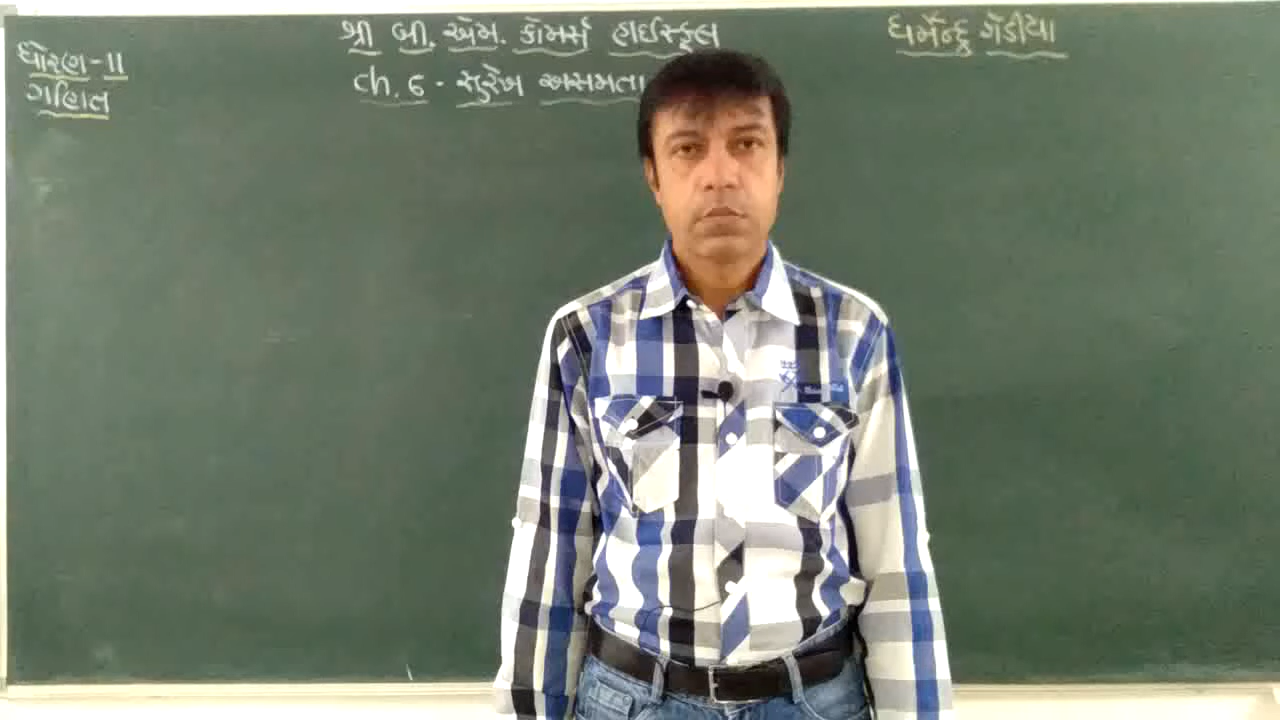 શ્રી બી. એમ. કોમર્સ હાઈસ્કૂલ
ધર્મેન્દ્ર ગેડીયા
ધોરણ-11
ગણિત
ch. 6 - સુરેખ અસમતા